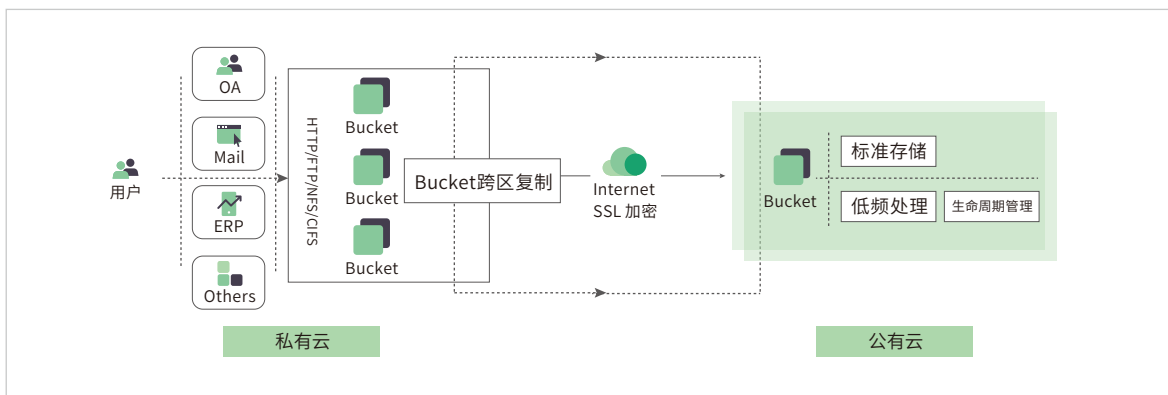 用户
OA
Mail
ERP
Others
HTTP/FTP/NFS/CIFS
Bucket
Bucket
Bucket
Bucket跨区复制
Internet
SSL 加密
Bucket
标准存储
低频处理
生命周期管理
私有云
公有云